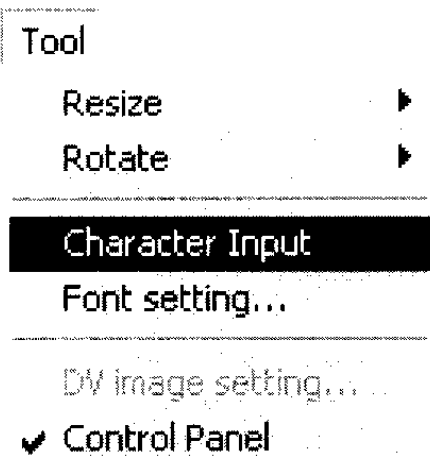 Tool
Resize
Rotate
Character Input
Font setting...
DV image setting...
Control Panel